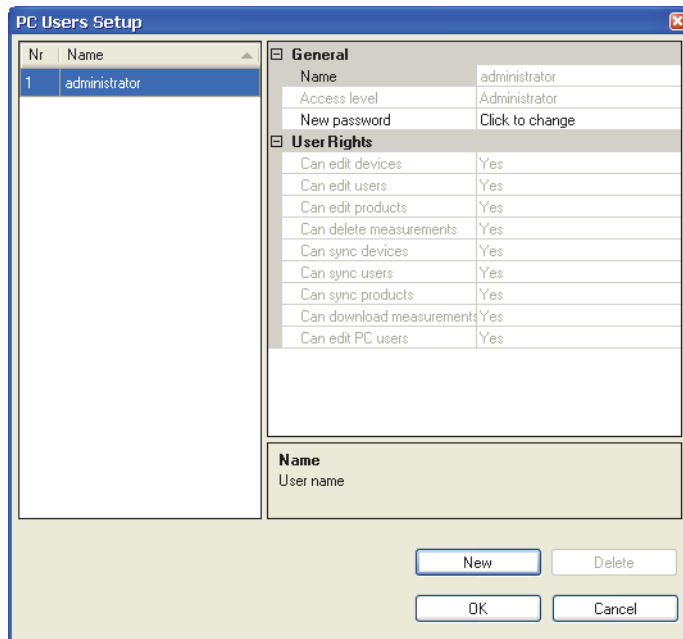 PC Users Setup
Nr Name
1 administrator
General
Name administrator
Access level Administrator
New password Click to change
User Rights
Can edit devices Yes
Can edit users Yes
Can edit products Yes
Can delete measurements Yes
Can sync devices Yes
Can sync users Yes
Can sync products Yes
Can download measurements Yes
Can edit PC users Yes
Name
User name
New Delete
OK Cancel